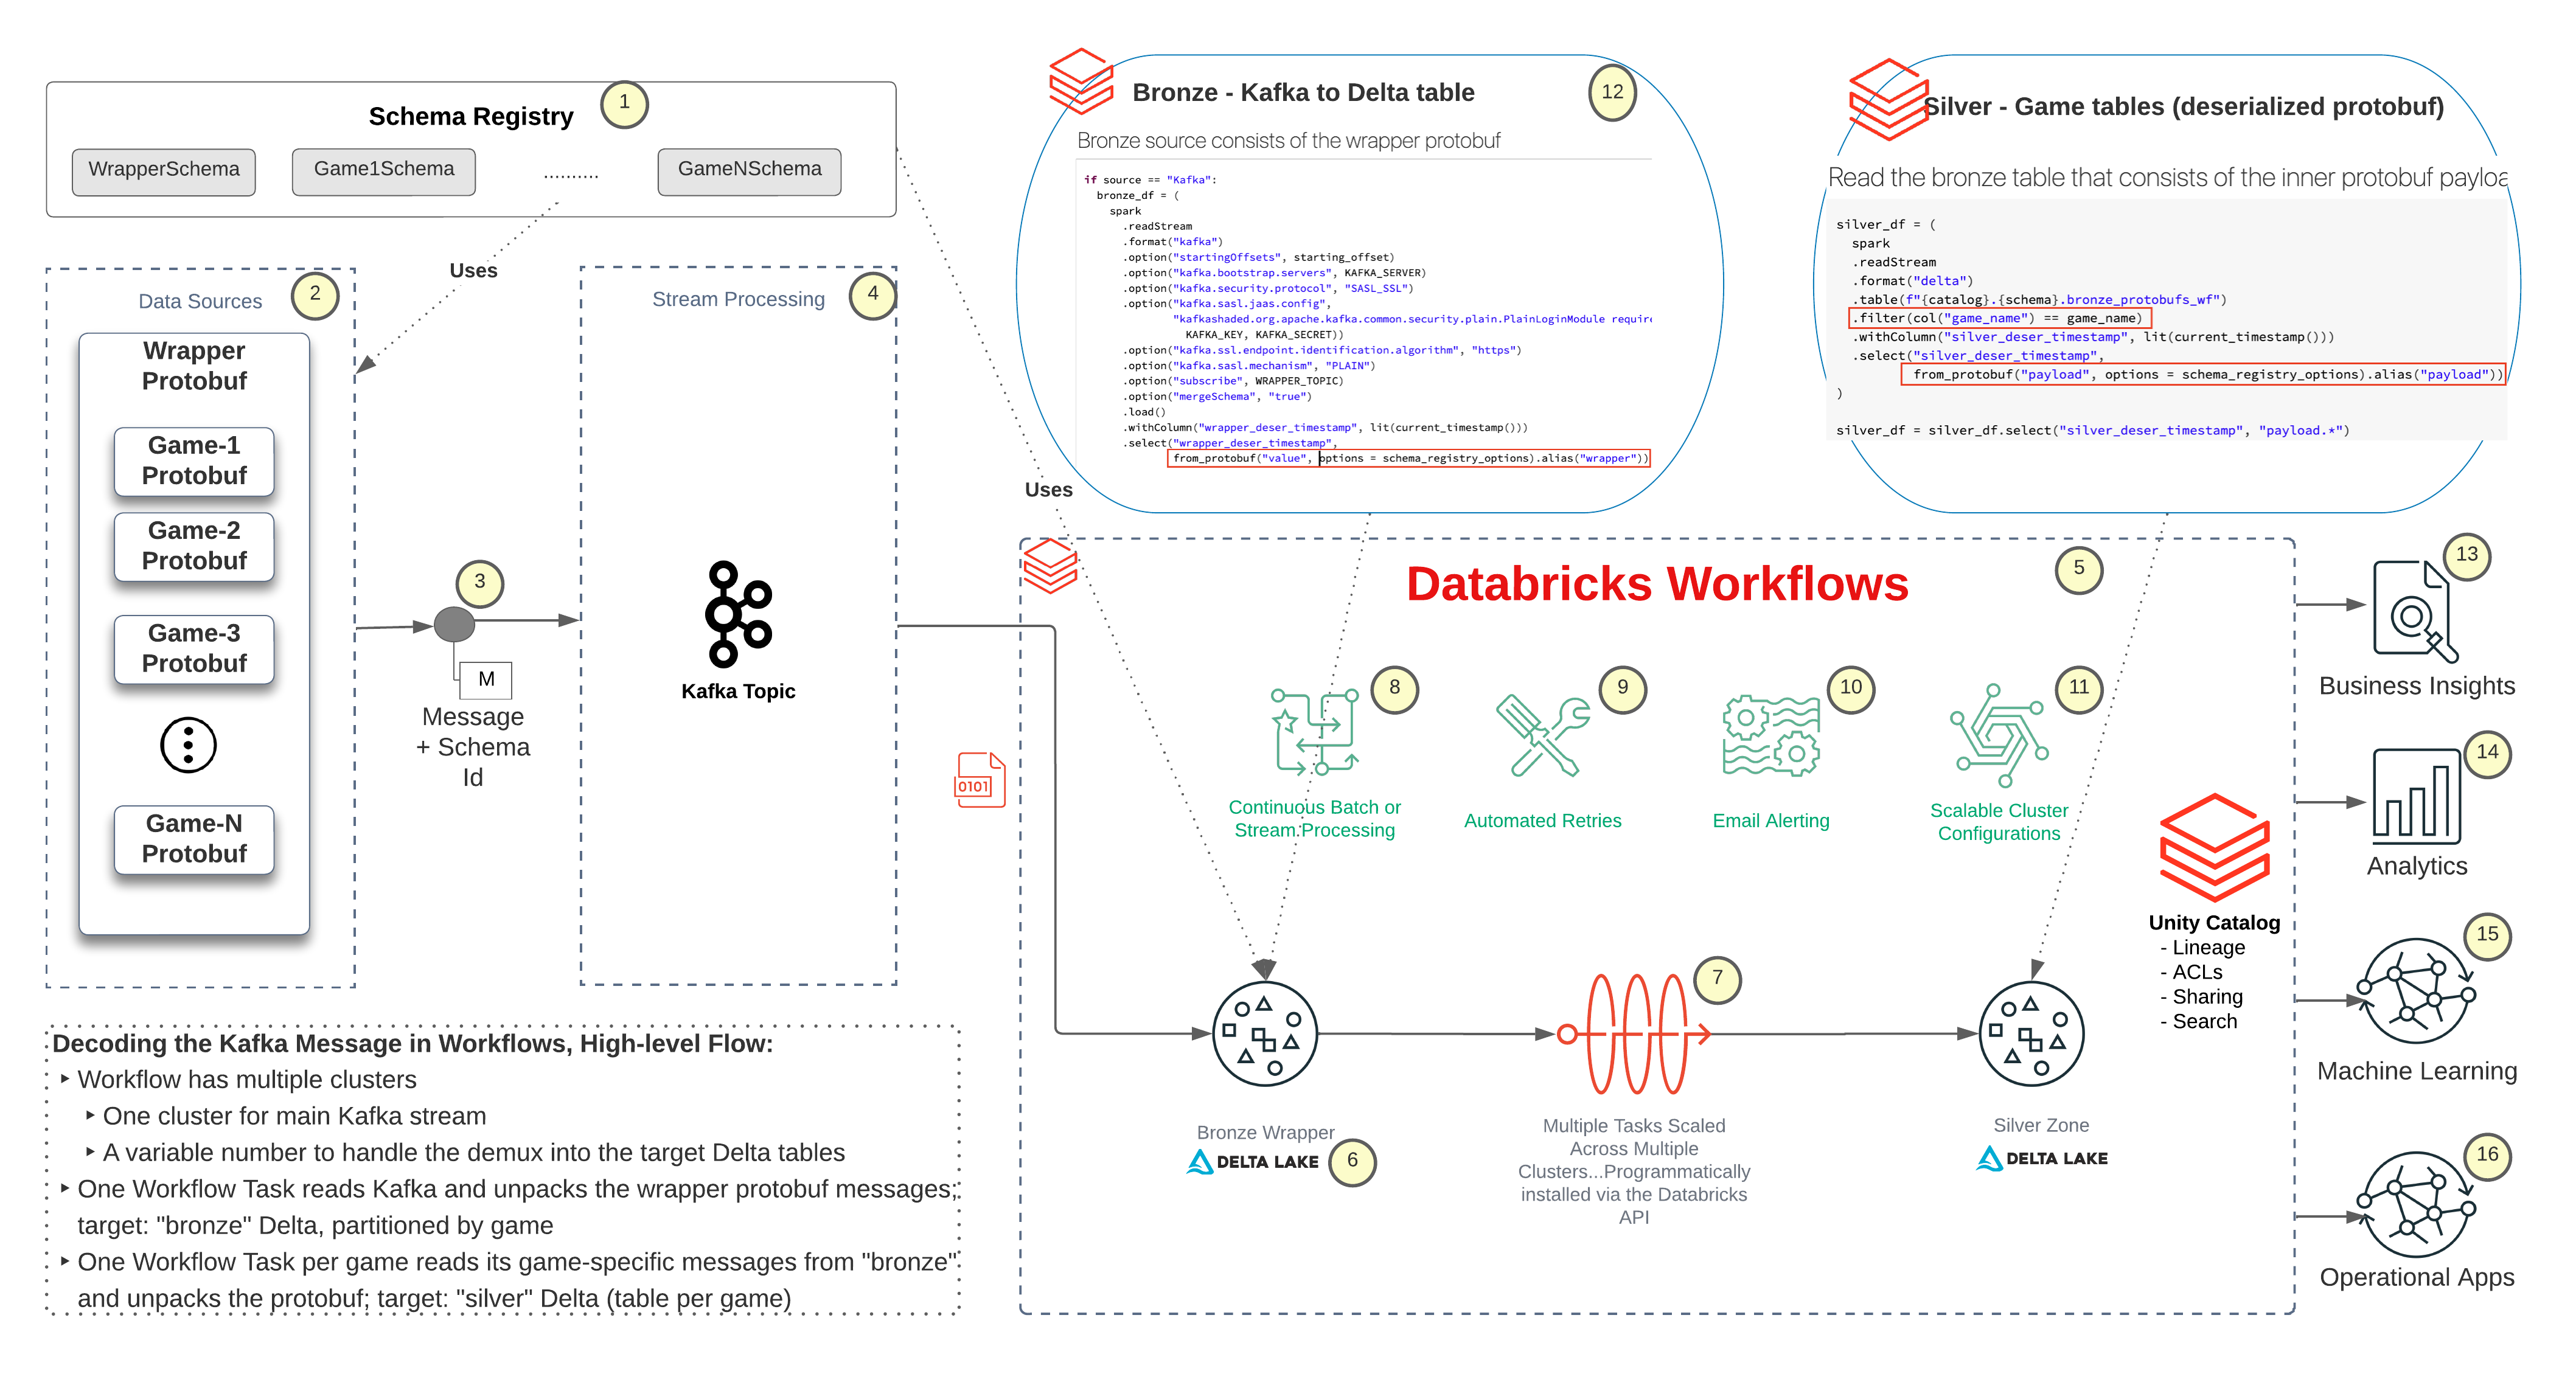 Schema Registry
1
WrapperSchema
Game1Schema
..........
GameNSchema
Uses
Data Sources
2
Wrapper
Protobuf
Game-1
Protobuf
Game-2
Protobuf
Game-3
Protobuf
Game-N
Protobuf
3
M
Message
+ Schema
Id
Stream Processing
4
Kafka Topic
0101
Uses
Bronze - Kafka to Delta table
12
Bronze source consists of the wrapper protobuf
if source == "Kafka":
bronze_df = (
spark
.readStream
.format("kafka")
.option("startingOffsets", starting_offset)
.option("kafka.bootstrap.servers", KAFKA_SERVER)
.option("kafka.security.protocol", "SASL_SSL")
.option("kafka.sasl.jaas.config",
"kafkashaded.org.apache.kafka.common.security.plain.PlainLoginModule require
KAFKA_KEY, KAFKA_SECRET))
.option("kafka.ssl.endpoint.identification.algorithm", "https")
.option("kafka.sasl.mechanism", "PLAIN")
.option("subscribe", WRAPPER_TOPIC)
.option("mergeSchema", "true")
.load()
.withColumn("wrapper_deser_timestamp", lit(current_timestamp()))
.select("wrapper_deser_timestamp",
from_protobuf("value", options = schema_registry_options).alias("wrapper"))
Silver - Game tables (deserialized protobuf)
Read the bronze table that consists of the inner protobuf payloa
silver_df = (
spark
.readStream
.format("delta")
.table(f"{catalog}.{schema}.bronze_protobufs_wf")
.filter(col("game_name") == game_name)
.withColumn("silver_deser_timestamp", lit(current_timestamp()))
.select("silver_deser_timestamp",
from_protobuf("payload", options = schema_registry_options).alias("payload"))
)
silver_df = silver_df.select("silver_deser_timestamp", "payload.*")
Databricks Workflows
5
8
Continuous Batch or
Stream Processing
9
Automated Retries
10
Email Alerting
11
Scalable Cluster
Configurations
Bronze Wrapper
DELTA LAKE
6
7
Multiple Tasks Scaled
Across Multiple
Clusters...Programmatically
installed via the Databricks
API
Silver Zone
DELTA LAKE
Unity Catalog
- Lineage
- ACLs
- Sharing
- Search
13
Business Insights
14
Analytics
15
Machine Learning
16
Operational Apps
Decoding the Kafka Message in Workflows, High-level Flow:
‣ Workflow has multiple clusters
‣ One cluster for main Kafka stream
‣ A variable number to handle the demux into the target Delta tables
‣ One Workflow Task reads Kafka and unpacks the wrapper protobuf messages;
target: "bronze" Delta, partitioned by game
‣ One Workflow Task per game reads its game-specific messages from "bronze"
and unpacks the protobuf; target: "silver" Delta (table per game)